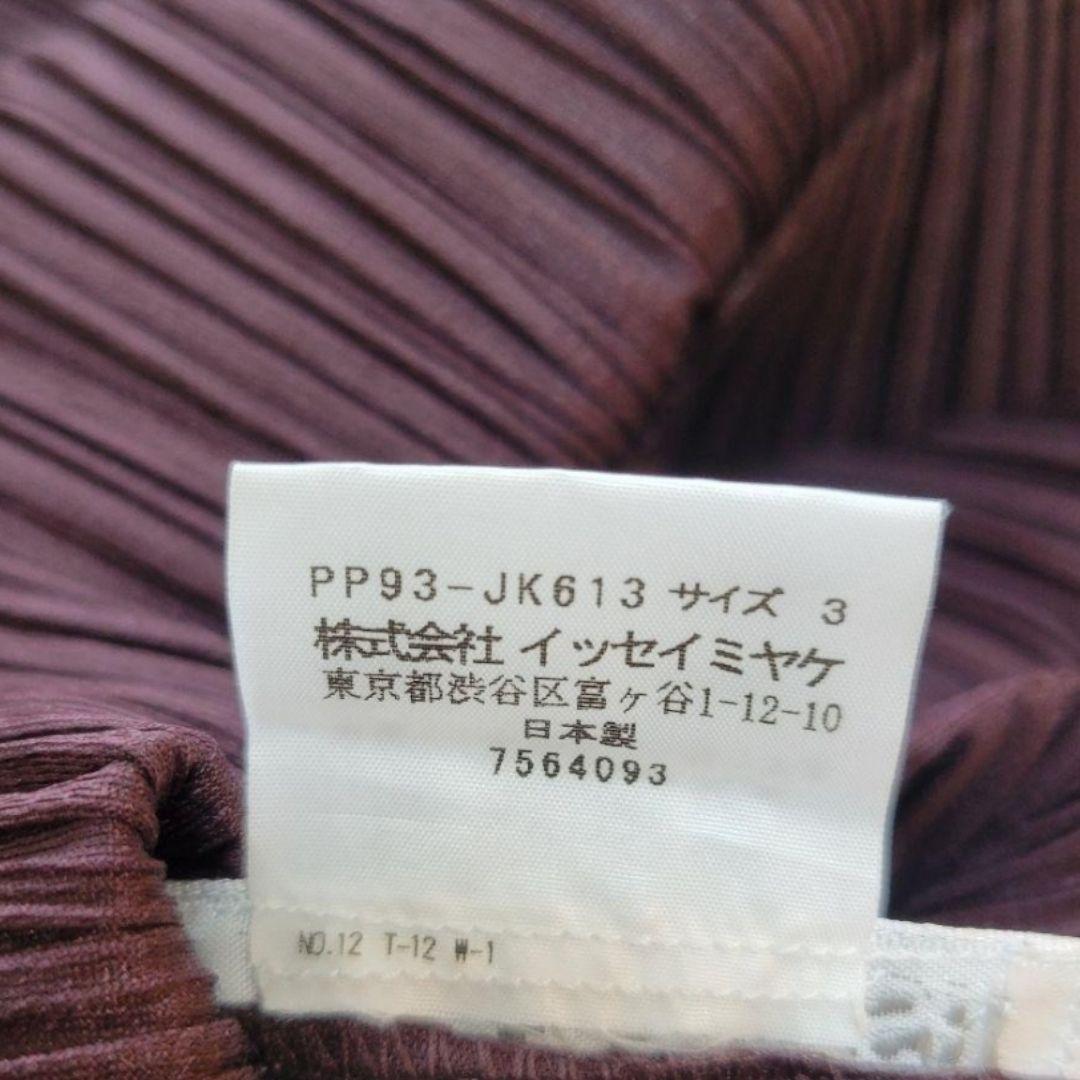 PP93-JK613 サイズ 3
株式会社 イッセイミヤケ
東京都渋谷区富ヶ谷1-12-10
日本製
7564093
NO.12 T-12 W-1